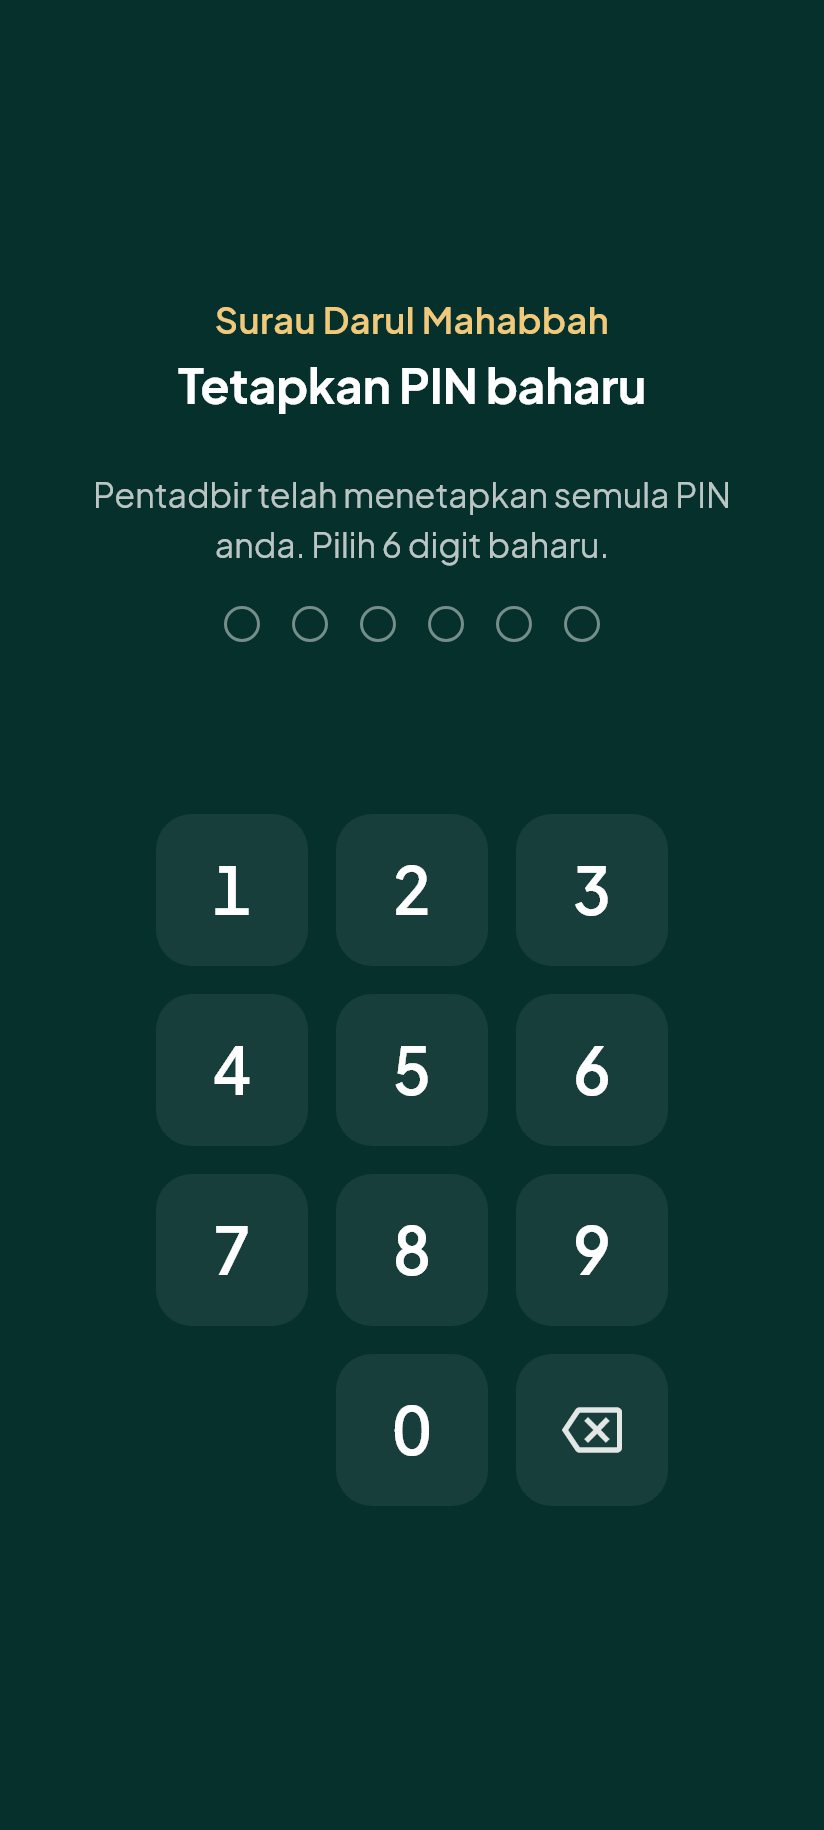 Surau Darul Mahabbah
Tetapkan PIN baharu
Pentadbir telah menetapkan semula PIN
anda. Pilih 6 digit baharu.
1 2 3
4 5 6
7 8 9
0